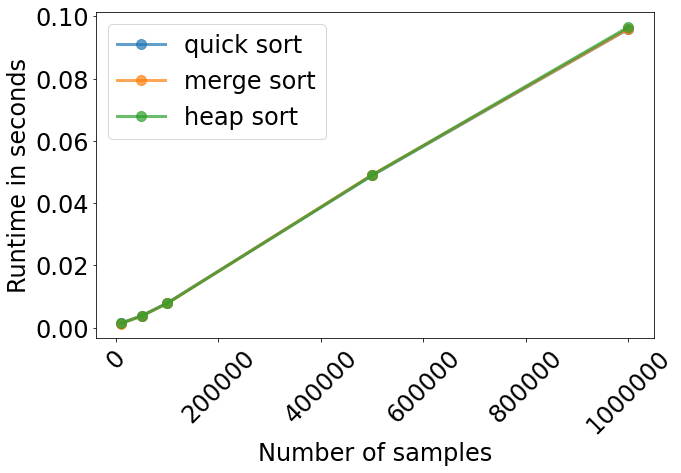 quick sort
merge sort
heap sort
Runtime in seconds
0.10
0.08
0.06
0.04
0.02
0.00
0
200000
400000
600000
800000
1000000
Number of samples